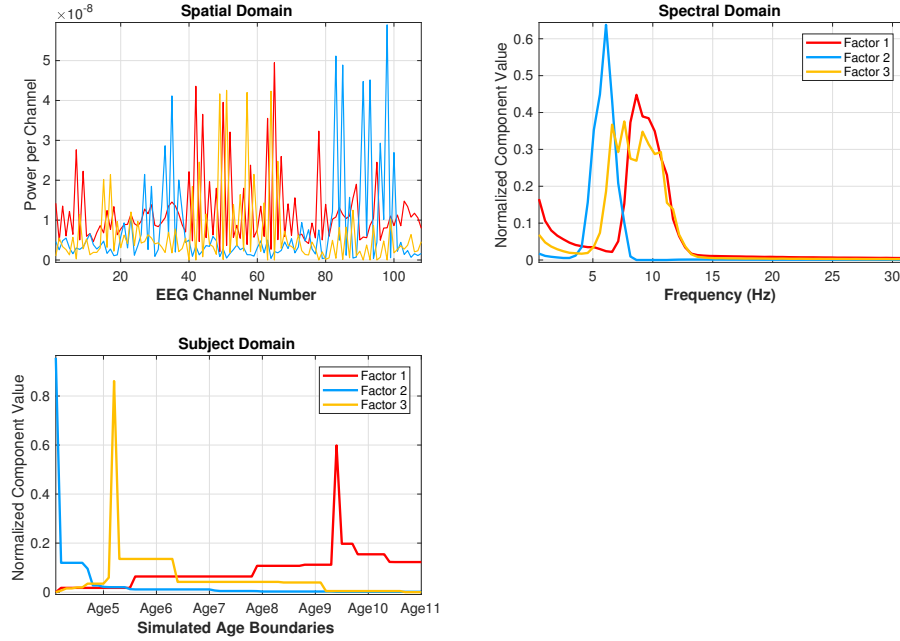 Spatial Domain
×10⁻⁸
5
4
3
2
1
0
Power per Channel
20
40
60
80
100
EEG Channel Number
Spectral Domain
0.6
0.5
0.4
0.3
0.2
0.1
0
Normalized Component Value
Factor 1
Factor 2
Factor 3
5
10
15
20
25
30
Frequency (Hz)
Subject Domain
0.8
0.6
0.4
0.2
0
Normalized Component Value
Factor 1
Factor 2
Factor 3
Age5
Age6
Age7
Age8
Age9
Age10
Age11
Simulated Age Boundaries